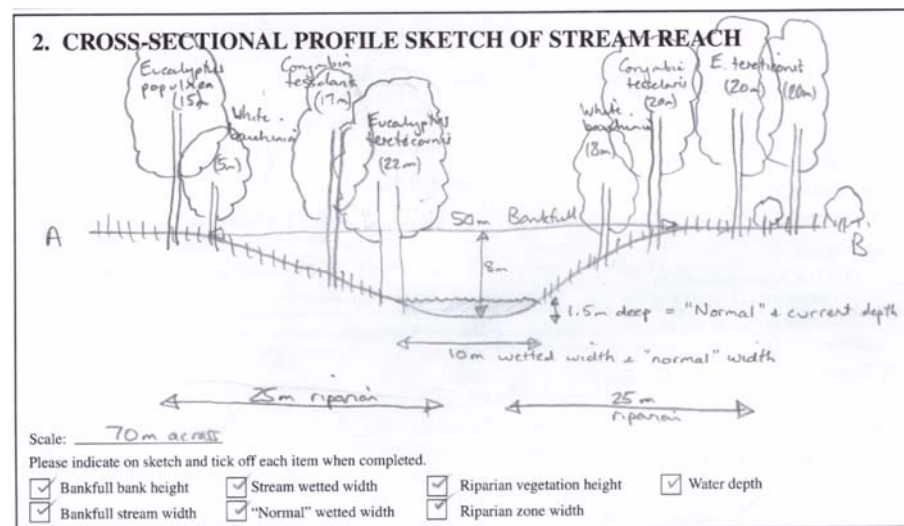 2. CROSS-SECTIONAL PROFILE SKETCH OF STREAM REACH
Eucalyptus
populnea
(15m
White
bauhinia
(5m)
Corymbia
tesselaris
(17m)
Eucalyptus
teretecornis
(22m)
White
bauhinia
(8m)
Corymbia
tesselaris
(20m)
E. tereticornis
(20m)
(20m)
A
50m Bankfull
B
8m
1.5m deep = "Normal" & current depth
10m wetted width & "normal" width
25m riparian
25 m
riparian
Scale: 70m across
Please indicate on sketch and tick off each item when completed.
Bankfull bank height Stream wetted width Riparian vegetation height Water depth
Bankfull stream width "Normal" wetted width Riparian zone width